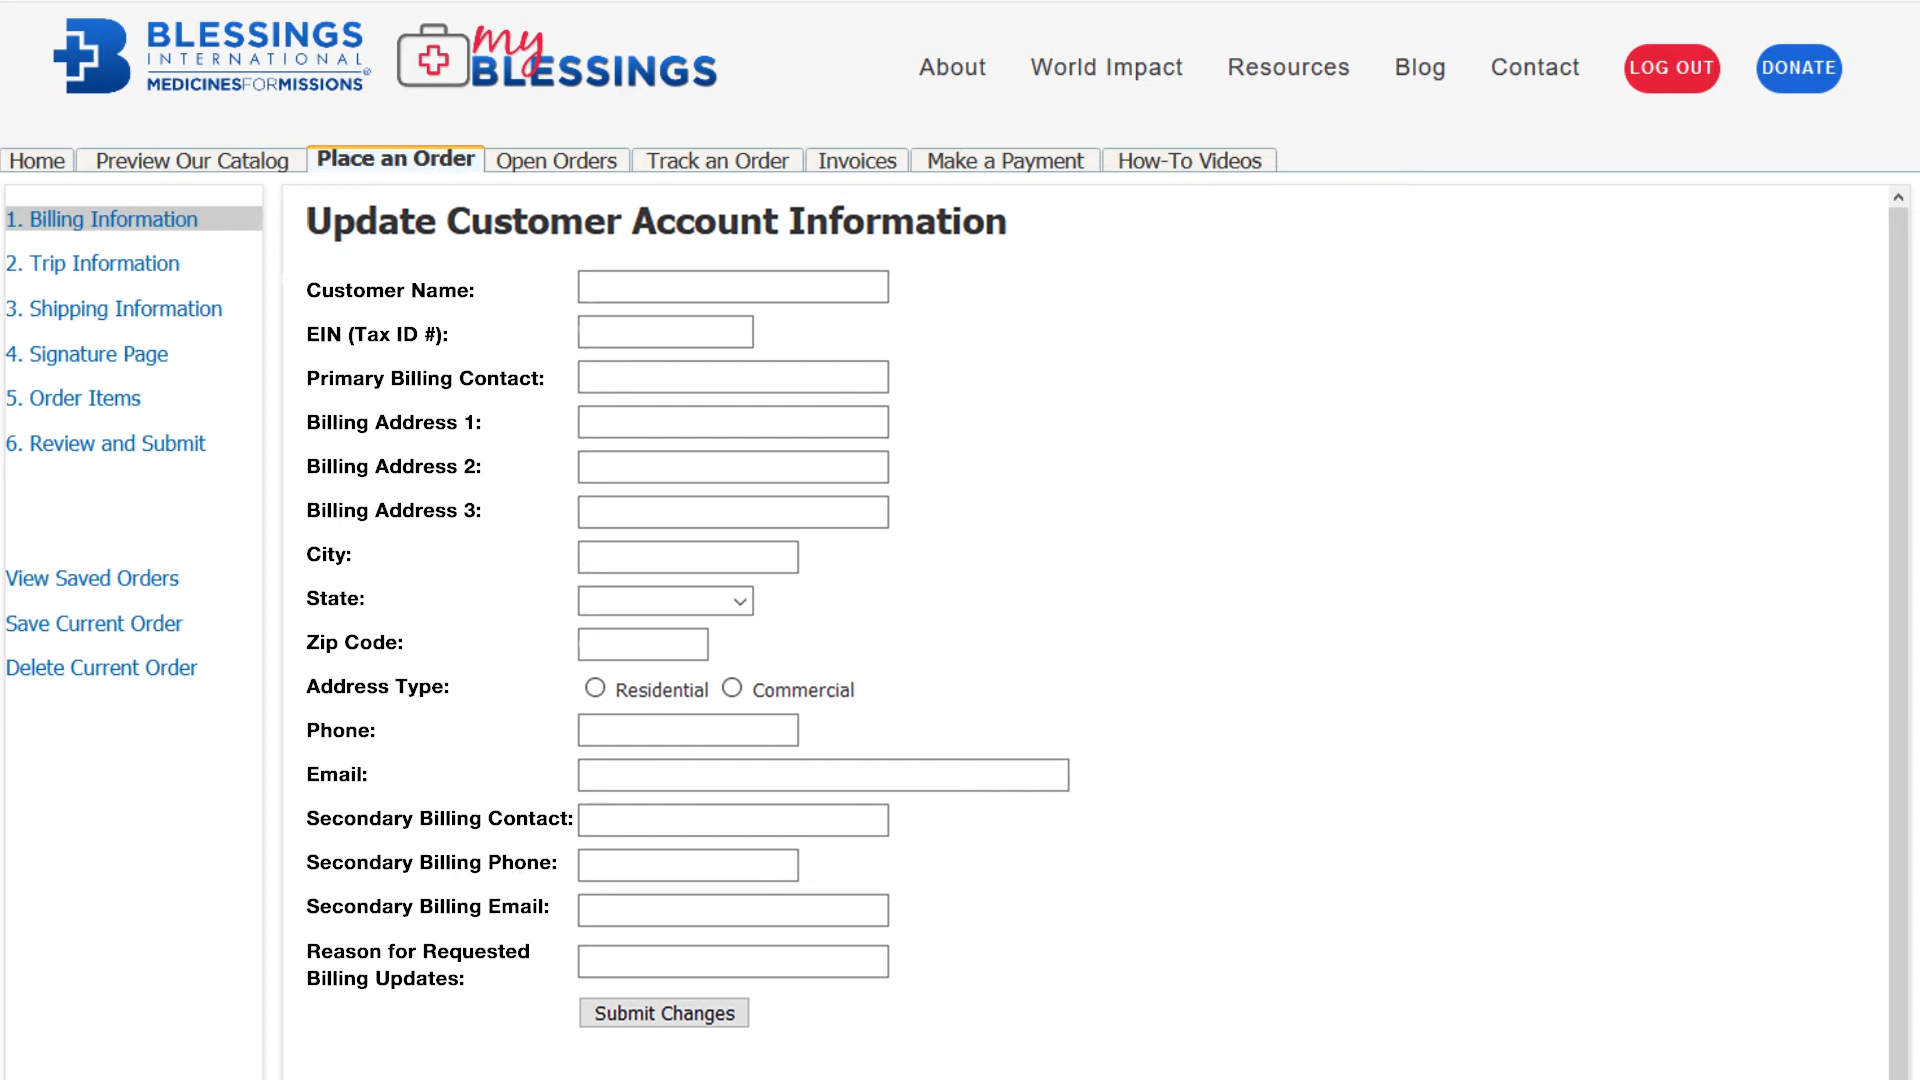 BLESSINGS
INTERNATIONAL
MEDICINESFORMISSIONS®
my
BLESSINGS
About World Impact Resources Blog Contact LOG OUT DONATE
Home Preview Our Catalog Place an Order Open Orders Track an Order Invoices Make a Payment How-To Videos
1. Billing Information
2. Trip Information
3. Shipping Information
4. Signature Page
5. Order Items
6. Review and Submit
View Saved Orders
Save Current Order
Delete Current Order
Update Customer Account Information
Customer Name:
EIN (Tax ID #):
Primary Billing Contact:
Billing Address 1:
Billing Address 2:
Billing Address 3:
City:
State:
Zip Code:
Address Type: Residential Commercial
Phone:
Email:
Secondary Billing Contact:
Secondary Billing Phone:
Secondary Billing Email:
Reason for Requested
Billing Updates:
Submit Changes